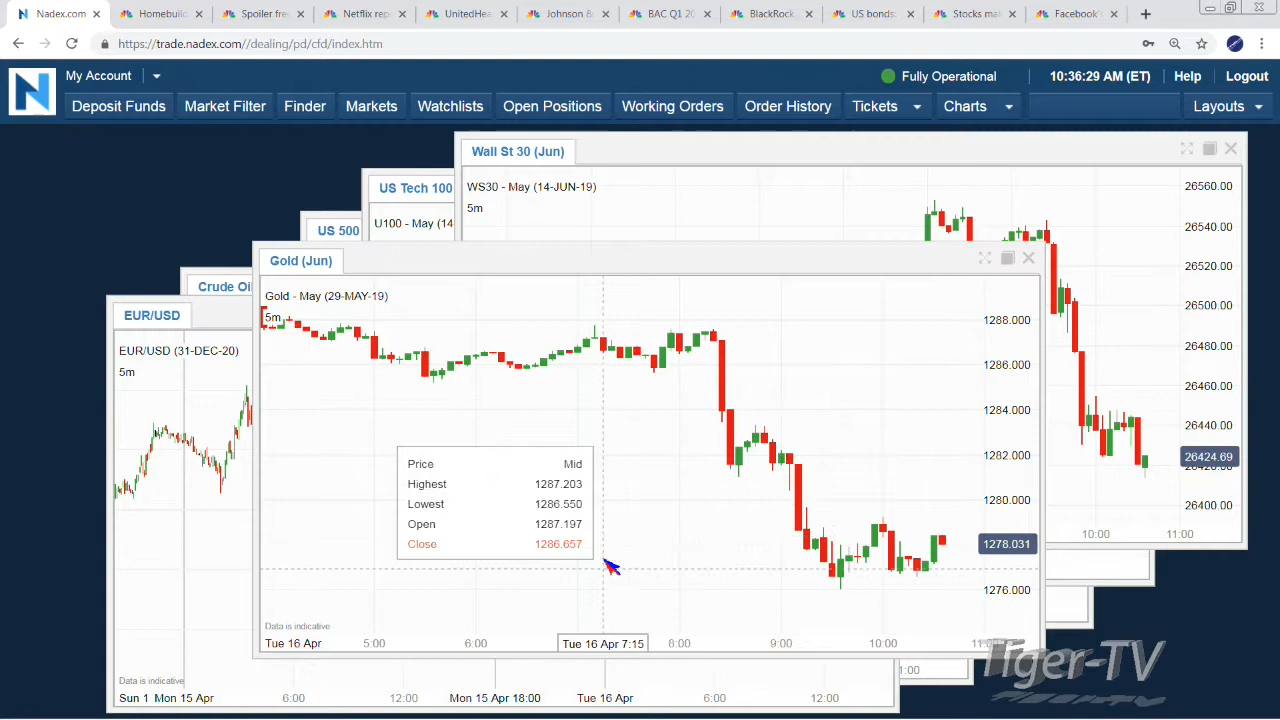 Nadex.com
Homebuild
Spoiler fre
Netflix rep
UnitedHea
Johnson &
BAC Q1 20
BlackRock
US bonds:
Stocks mal
Facebook'
https://trade.nadex.com//dealing/pd/cfd/index.htm
My Account
Fully Operational
10:36:29 AM (ET)
Help
Logout
Deposit Funds
Market Filter
Finder
Markets
Watchlists
Open Positions
Working Orders
Order History
Tickets
Charts
Layouts
Wall St 30 (Jun)
WS30 - May (14-JUN-19)
5m
26560.00
26540.00
26520.00
26500.00
26480.00
26460.00
26440.00
26424.69
26400.00
10:00
11:00
US Tech 100
U100 - May (14-
US 500
Crude Oil
Gold (Jun)
Gold - May (29-MAY-19)
5m
1288.000
1286.000
1284.000
1282.000
1280.000
1278.031
1276.000
Price Mid
Highest 1287.203
Lowest 1286.550
Open 1287.197
Close 1286.657
Data is indicative
Tue 16 Apr 5:00 6:00 Tue 16 Apr 7:15 8:00 9:00 10:00
EUR/USD
EUR/USD (31-DEC-20)
5m
Data is indicative
Sun 1 Mon 15 Apr 6:00 12:00 Mon 15 Apr 18:00 Tue 16 Apr 6:00 12:00
Tiger-TV